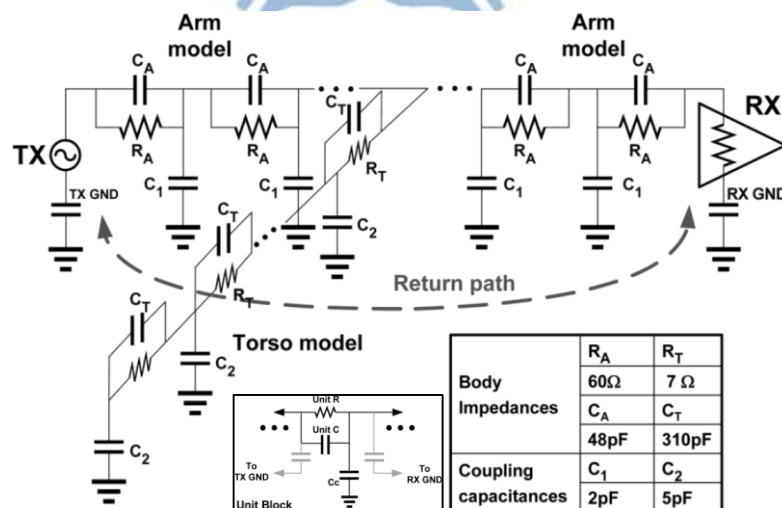 Arm
model
Arm
model
C_A
C_A
C_A
C_A
R_A
R_A
R_A
R_A
C_T
R_T
TX
RX
C_1
C_1
C_1
C_1
TX GND
RX GND
C_2
C_T
R_T
Return path
C_T
Torso model
C_2
C_2
Unit R
Unit C
To
TX GND
Cc
To
RX GND
Unit Block
Body
Impedances
R_A R_T
60Ω 7 Ω
C_A C_T
48pF 310pF
Coupling
capacitances
C_1 C_2
2pF 5pF